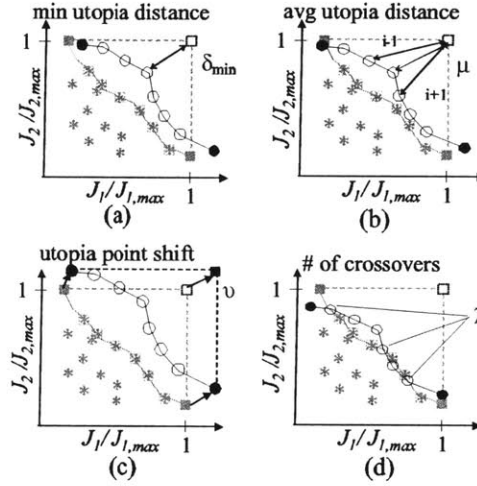 min utopia distance
1
δmin
J2/J2,max
J1/J1,max
1
(a)
avg utopia distance
1
i-1
μ
i+1
J2/J2,max
J1/J1,max
1
(b)
utopia point shift
1
υ
J2/J2,max
J1/J1,max
1
(c)
# of crossovers
1
J2/J2,max
J1/J1,max
1
(d)